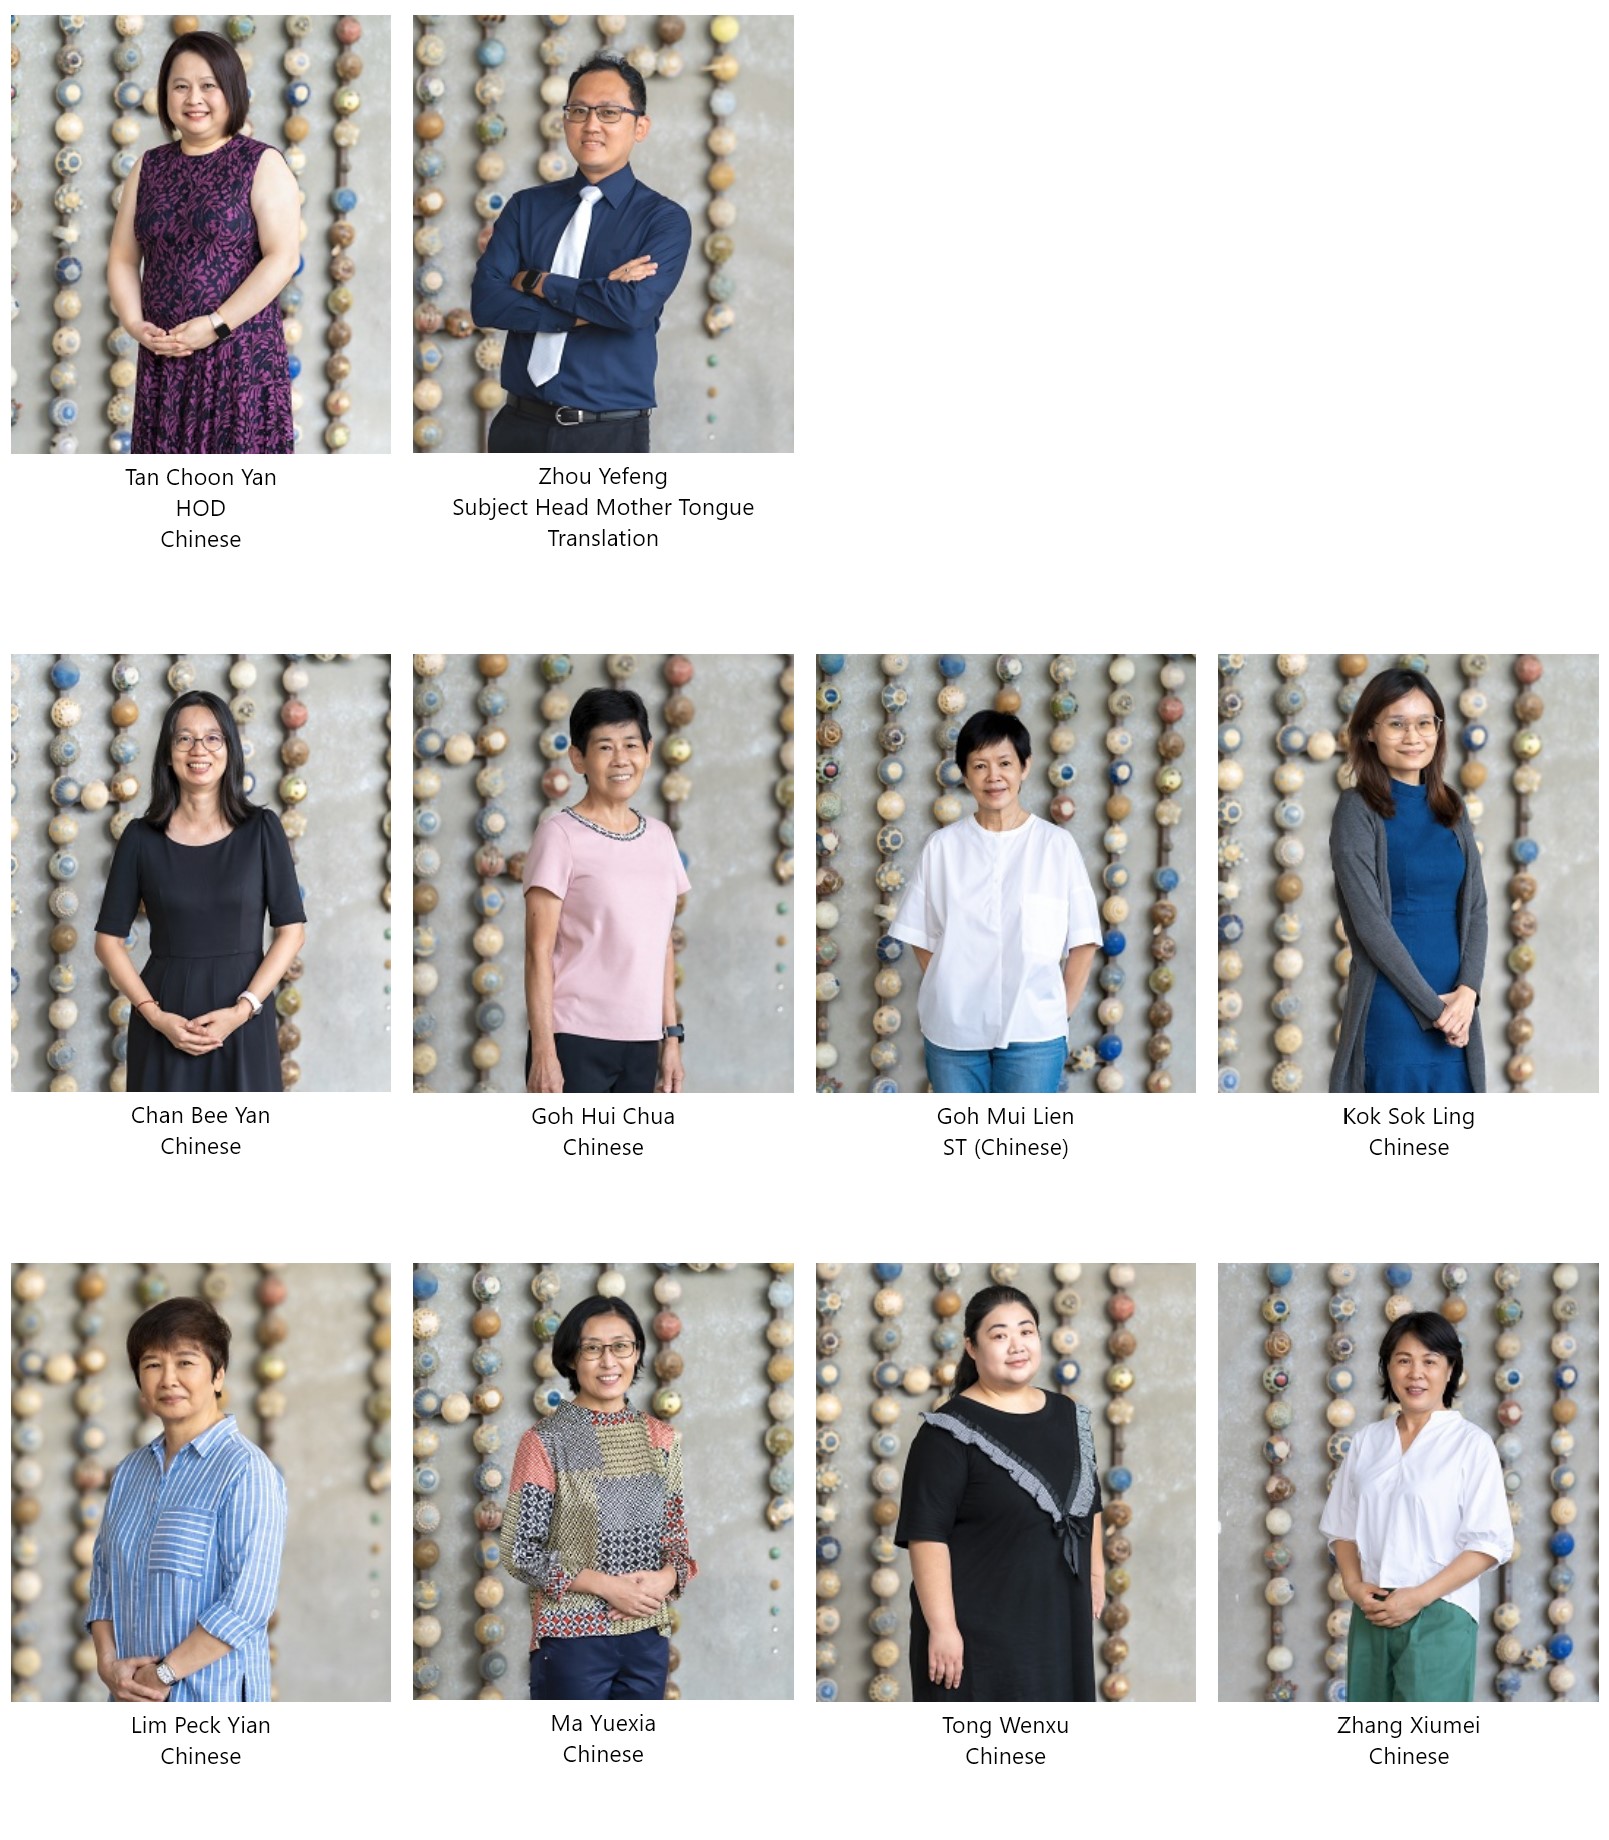 Tan Choon Yan
HOD
Chinese
Zhou Yefeng
Subject Head Mother Tongue
Translation
Chan Bee Yan
Chinese
Goh Hui Chua
Chinese
Goh Mui Lien
ST (Chinese)
Kok Sok Ling
Chinese
Lim Peck Yian
Chinese
Ma Yuexia
Chinese
Tong Wenxu
Chinese
Zhang Xiumei
Chinese